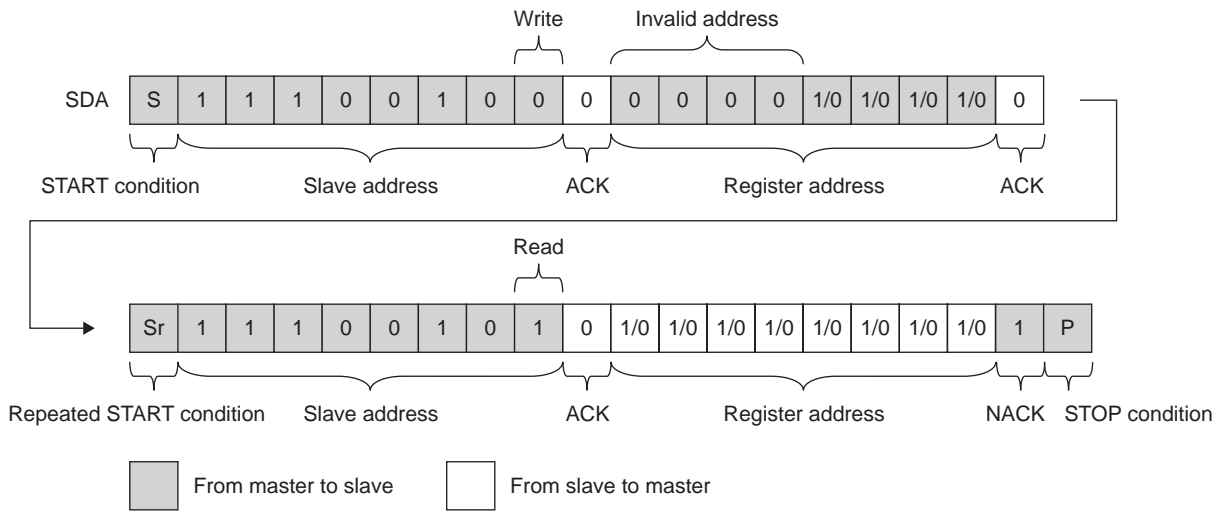 Write Invalid address
SDA S 1 1 1 0 0 1 0 0 0 0 0 0 0 1/0 1/0 1/0 1/0 0
START condition Slave address ACK Register address ACK
Read
Sr 1 1 1 0 0 1 0 1 0 1/0 1/0 1/0 1/0 1/0 1/0 1/0 1/0 1 P
Repeated START condition Slave address ACK Register address NACK STOP condition
From master to slave From slave to master